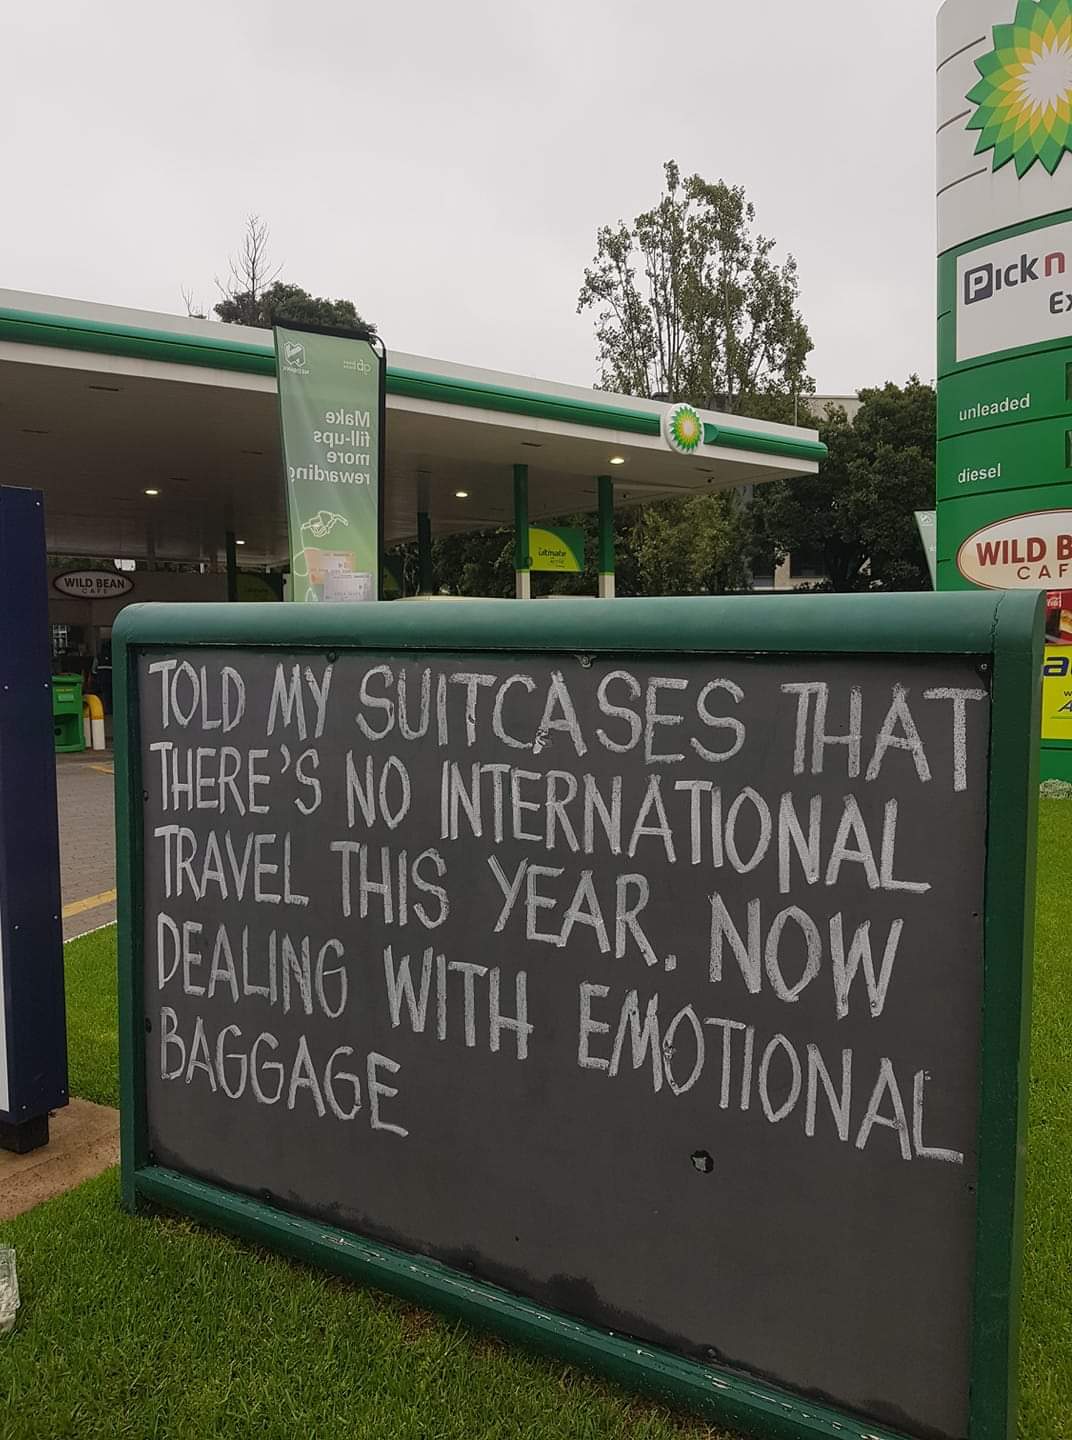 Pick n
unleaded
diesel
WILD B
CAF
Make
fill-ups
more
WILD BEAN
CAFE
ultimate
TOLD MY SUITCASES THAT
THERE'S NO INTERNATIONAL
TRAVEL THIS YEAR. NOW
DEALING WITH EMOTIONAL
BAGGAGE